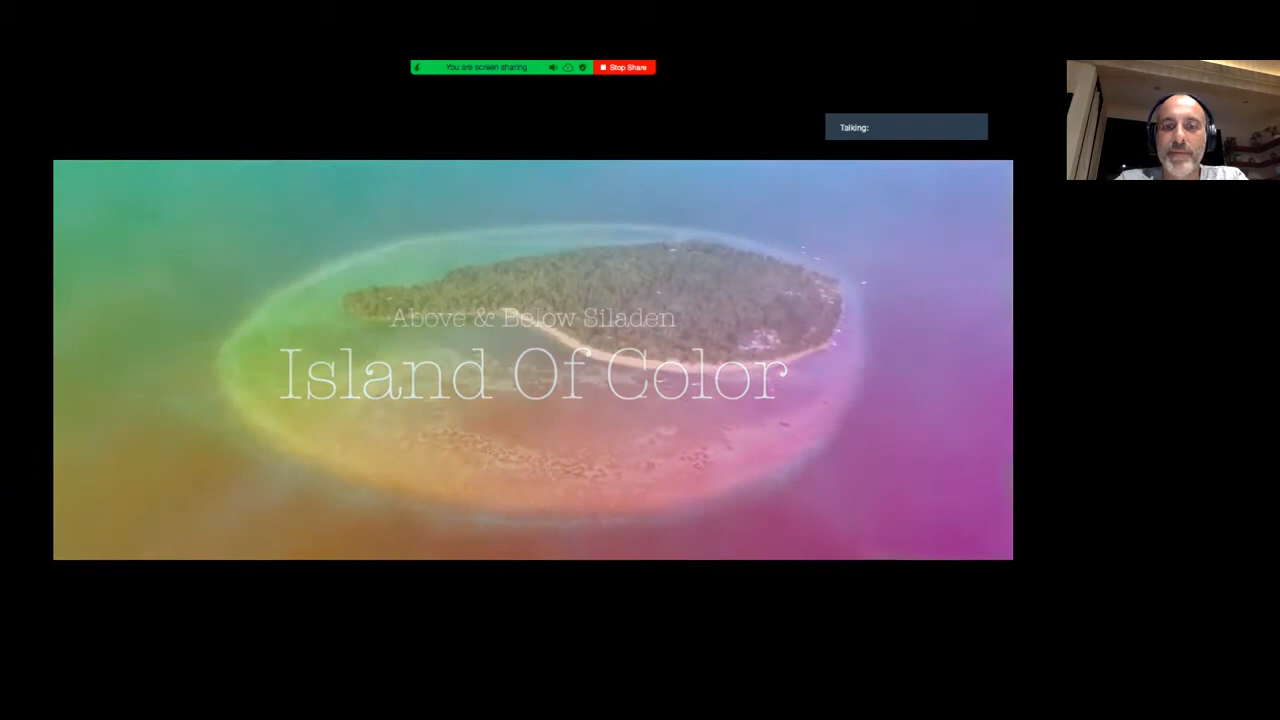 You are screen sharing
Stop Share
Talking:
Above & Below Siladen
Island Of Color